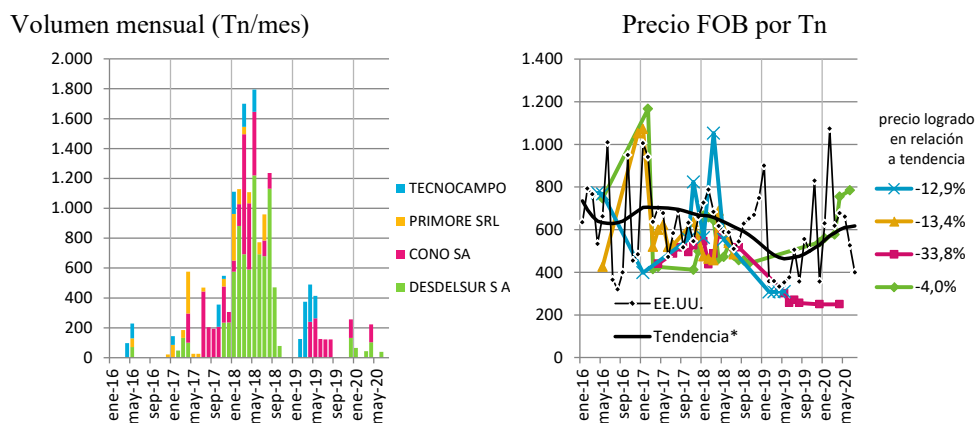 Volumen mensual (Tn/mes)
2.000
1.800
1.600
1.400
1.200
1.000
800
600
400
200
0
TECNOCAMPO
PRIMORE SRL
CONO SA
DESDELSUR S A
ene-16
may-16
sep-16
ene-17
may-17
sep-17
ene-18
may-18
sep-18
ene-19
may-19
sep-19
ene-20
may-20
Precio FOB por Tn
1.400
1.200
1.000
800
600
400
200
0
EE.UU.
Tendencia*
ene-16
may-16
sep-16
ene-17
may-17
sep-17
ene-18
may-18
sep-18
ene-19
may-19
sep-19
ene-20
may-20
precio logrado
en relación
a tendencia
-12,9%
-13,4%
-33,8%
-4,0%